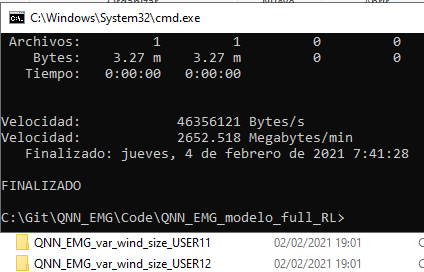 C:\Windows\System32\cmd.exe
Archivos: 1 1 0 0
Bytes: 3.27 m 3.27 m 0 0
Tiempo: 0:00:00 0:00:00
Velocidad: 46356121 Bytes/s
Velocidad: 2652.518 Megabytes/min
Finalizado: jueves, 4 de febrero de 2021 7:41:28
FINALIZADO
C:\Git\QNN_EMG\Code\QNN_EMG_modelo_full_RL>
QNN_EMG_var_wind_size_USER11 02/02/2021 19:01
QNN_EMG_var_wind_size_USER12 02/02/2021 19:01